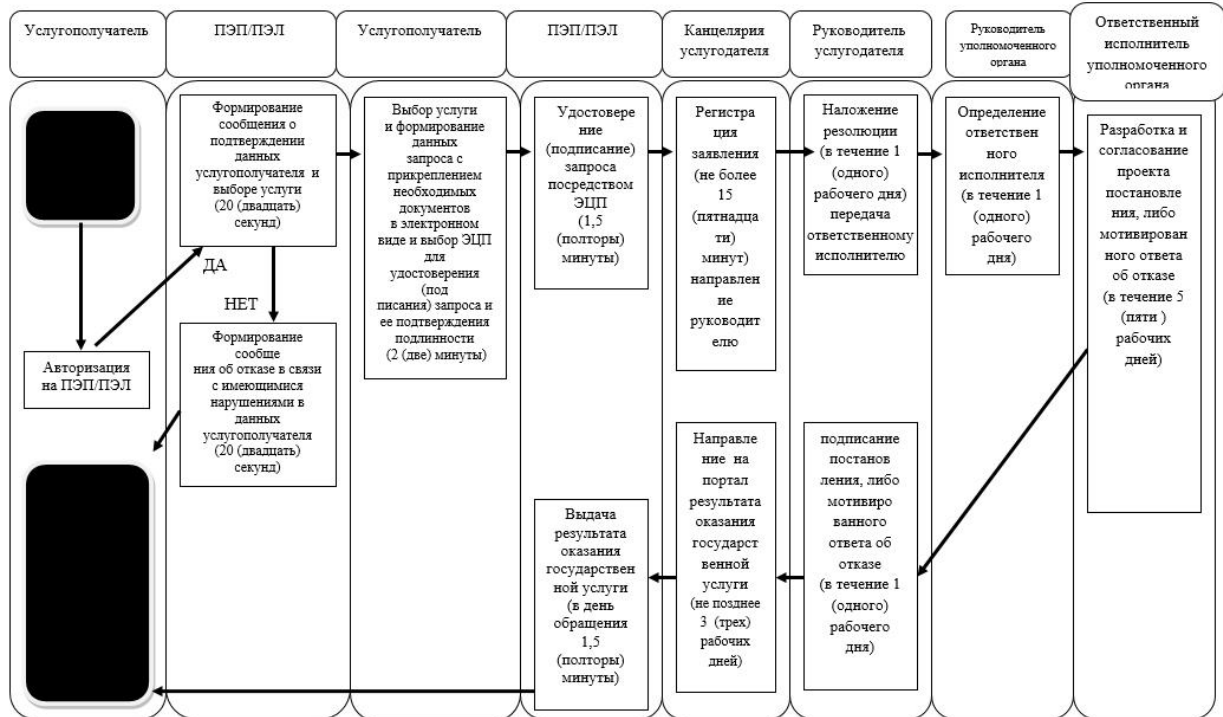 Услугополучатель
ПЭП/ПЭЛ
Услугополучатель
ПЭП/ПЭЛ
Канцелярия
услугодателя
Руководитель
услугодателя
Руководитель
уполномоченного
органа
Ответственный
исполнитель
уполномоченного
органа
Формирование
сообщения о
подтверждении
данных
услугополучателя и
выборе услуги
(20 (двадцать)
секунд)
Выбор услуги
и формирование
данных
запроса с
прикреплением
необходимых
документов
в электронном
виде и выбор ЭЦП
для
удостоверения
(под
писания) запроса и
ее подтверждения
подлинности
(2 (две) минуты)
Удостовере
ние
(подписание)
запроса
посредством
ЭЦП
(1,5
(полторы)
минуты)
Регистра
ция
заявления
(не более
15
(пятнадца
ти)
минут)
направлен
ие
руководит
елю
Наложение
резолюции
(в течение 1
(одного)
рабочего дня)
передача
ответственному
исполнителю
Определение
ответствен
ного
исполнителя
(в течение 1
(одного)
рабочего
дня)
Разработка и
согласование
проекта
постановле
ния, либо
мотивирован
ного ответа
об отказе
(в течение 5
(пяти )
рабочих
дней)
ДА
НЕТ
Авторизация
на ПЭП/ПЭЛ
Формирование
сообще
ния об отказе в связи
с имеющимися
нарушениями в
данных
услугополучателя
(20 (двадцать)
секунд)
Выдача
результата
оказания
государствен
ной услуги
(в день
обращения
1,5
(полторы)
минуты)
Направле
ние на
портал
результата
оказания
государст
венной
услуги
(не позднее
3 (трех)
рабочих
дней)
подписание
постанов
ления, либо
мотивиро
ванного
ответа об
отказе
(в течение 1
(одного)
рабочего
дня)